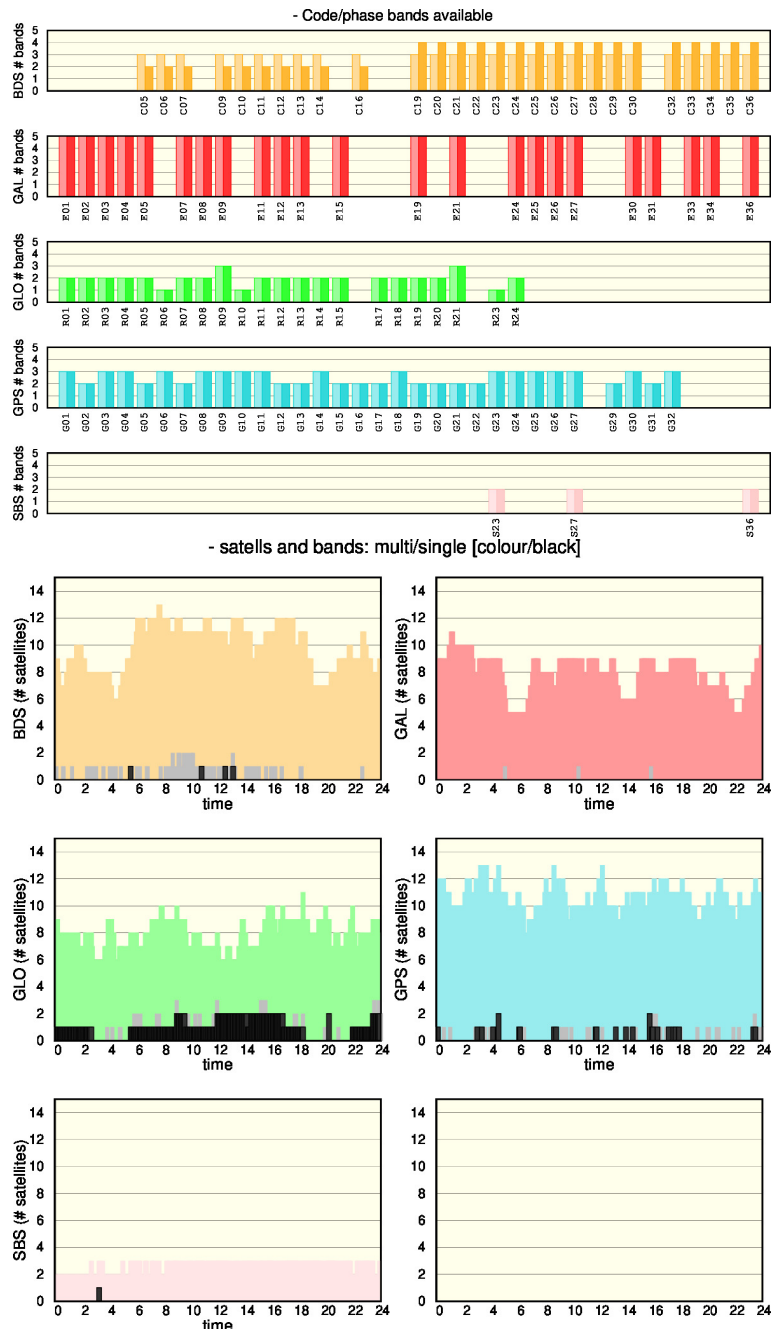 - Code/phase bands available
BDS # bands
5
4
3
2
1
0
C05 C06 C07 C09 C10 C11 C12 C13 C14 C16 C19 C20 C21 C22 C23 C24 C25 C26 C27 C28 C29 C30 C32 C33 C34 C35 C36
GAL # bands
5
4
3
2
1
0
E01 E02 E03 E04 E05 E07 E08 E09 E11 E12 E13 E15 E19 E21 E24 E25 E26 E27 E30 E31 E33 E34 E36
GLO # bands
5
4
3
2
1
0
R01 R02 R03 R04 R05 R06 R07 R08 R09 R10 R11 R12 R13 R14 R15 R17 R18 R19 R20 R21 R23 R24
GPS # bands
5
4
3
2
1
0
G01 G02 G03 G04 G05 G06 G07 G08 G09 G10 G11 G12 G13 G14 G15 G16 G17 G18 G19 G20 G21 G22 G23 G24 G25 G26 G27 G29 G30 G31 G32
SBS # bands
5
4
3
2
1
0
S23 S27 S36
- satells and bands: multi/single [colour/black]
BDS (# satellites)
14
12
10
8
6
4
2
0
0 2 4 6 8 10 12 14 16 18 20 22 24
time
GAL (# satellites)
14
12
10
8
6
4
2
0
0 2 4 6 8 10 12 14 16 18 20 22 24
time
GLO (# satellites)
14
12
10
8
6
4
2
0
0 2 4 6 8 10 12 14 16 18 20 22 24
time
GPS (# satellites)
14
12
10
8
6
4
2
0
0 2 4 6 8 10 12 14 16 18 20 22 24
time
SBS (# satellites)
14
12
10
8
6
4
2
0
0 2 4 6 8 10 12 14 16 18 20 22 24
time
0 2 4 6 8 10 12 14 16 18 20 22 24